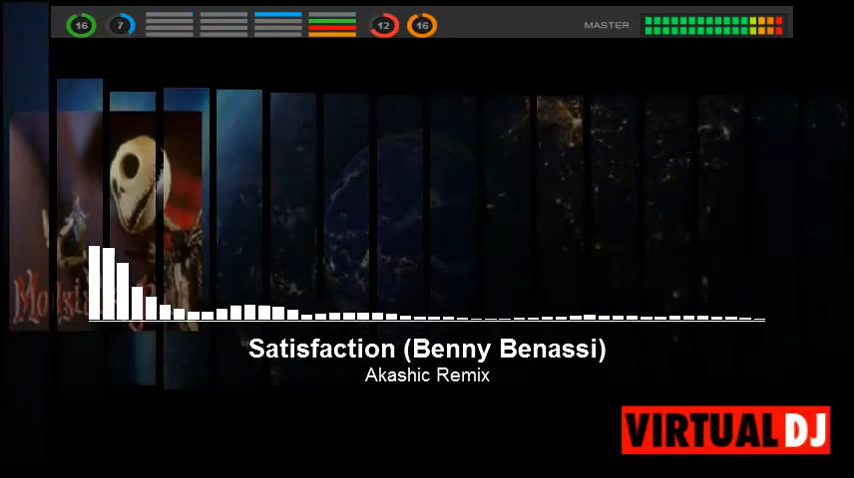 16 7 12 16 MASTER
Satisfaction (Benny Benassi)
Akashic Remix
VIRTUAL DJ